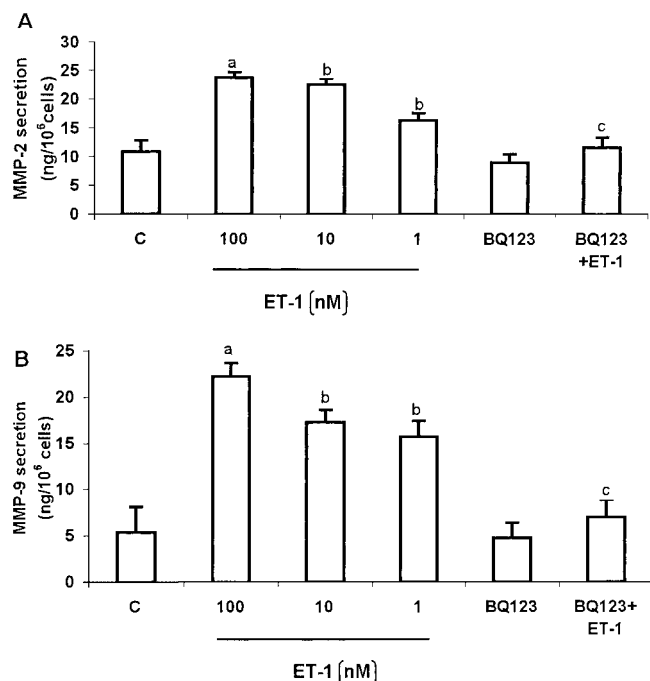 A
MMP-2 secretion
(ng/10⁶cells)
30
25
20
15
10
5
0
a
b
b
c
C 100 10 1 BQ123 BQ123
+ET-1
ET-1 [nM]
B
MMP-9 secretion
(ng/10⁶ cells)
25
20
15
10
5
0
a
b
b
c
C 100 10 1 BQ123 BQ123+
ET-1
ET-1 [nM]